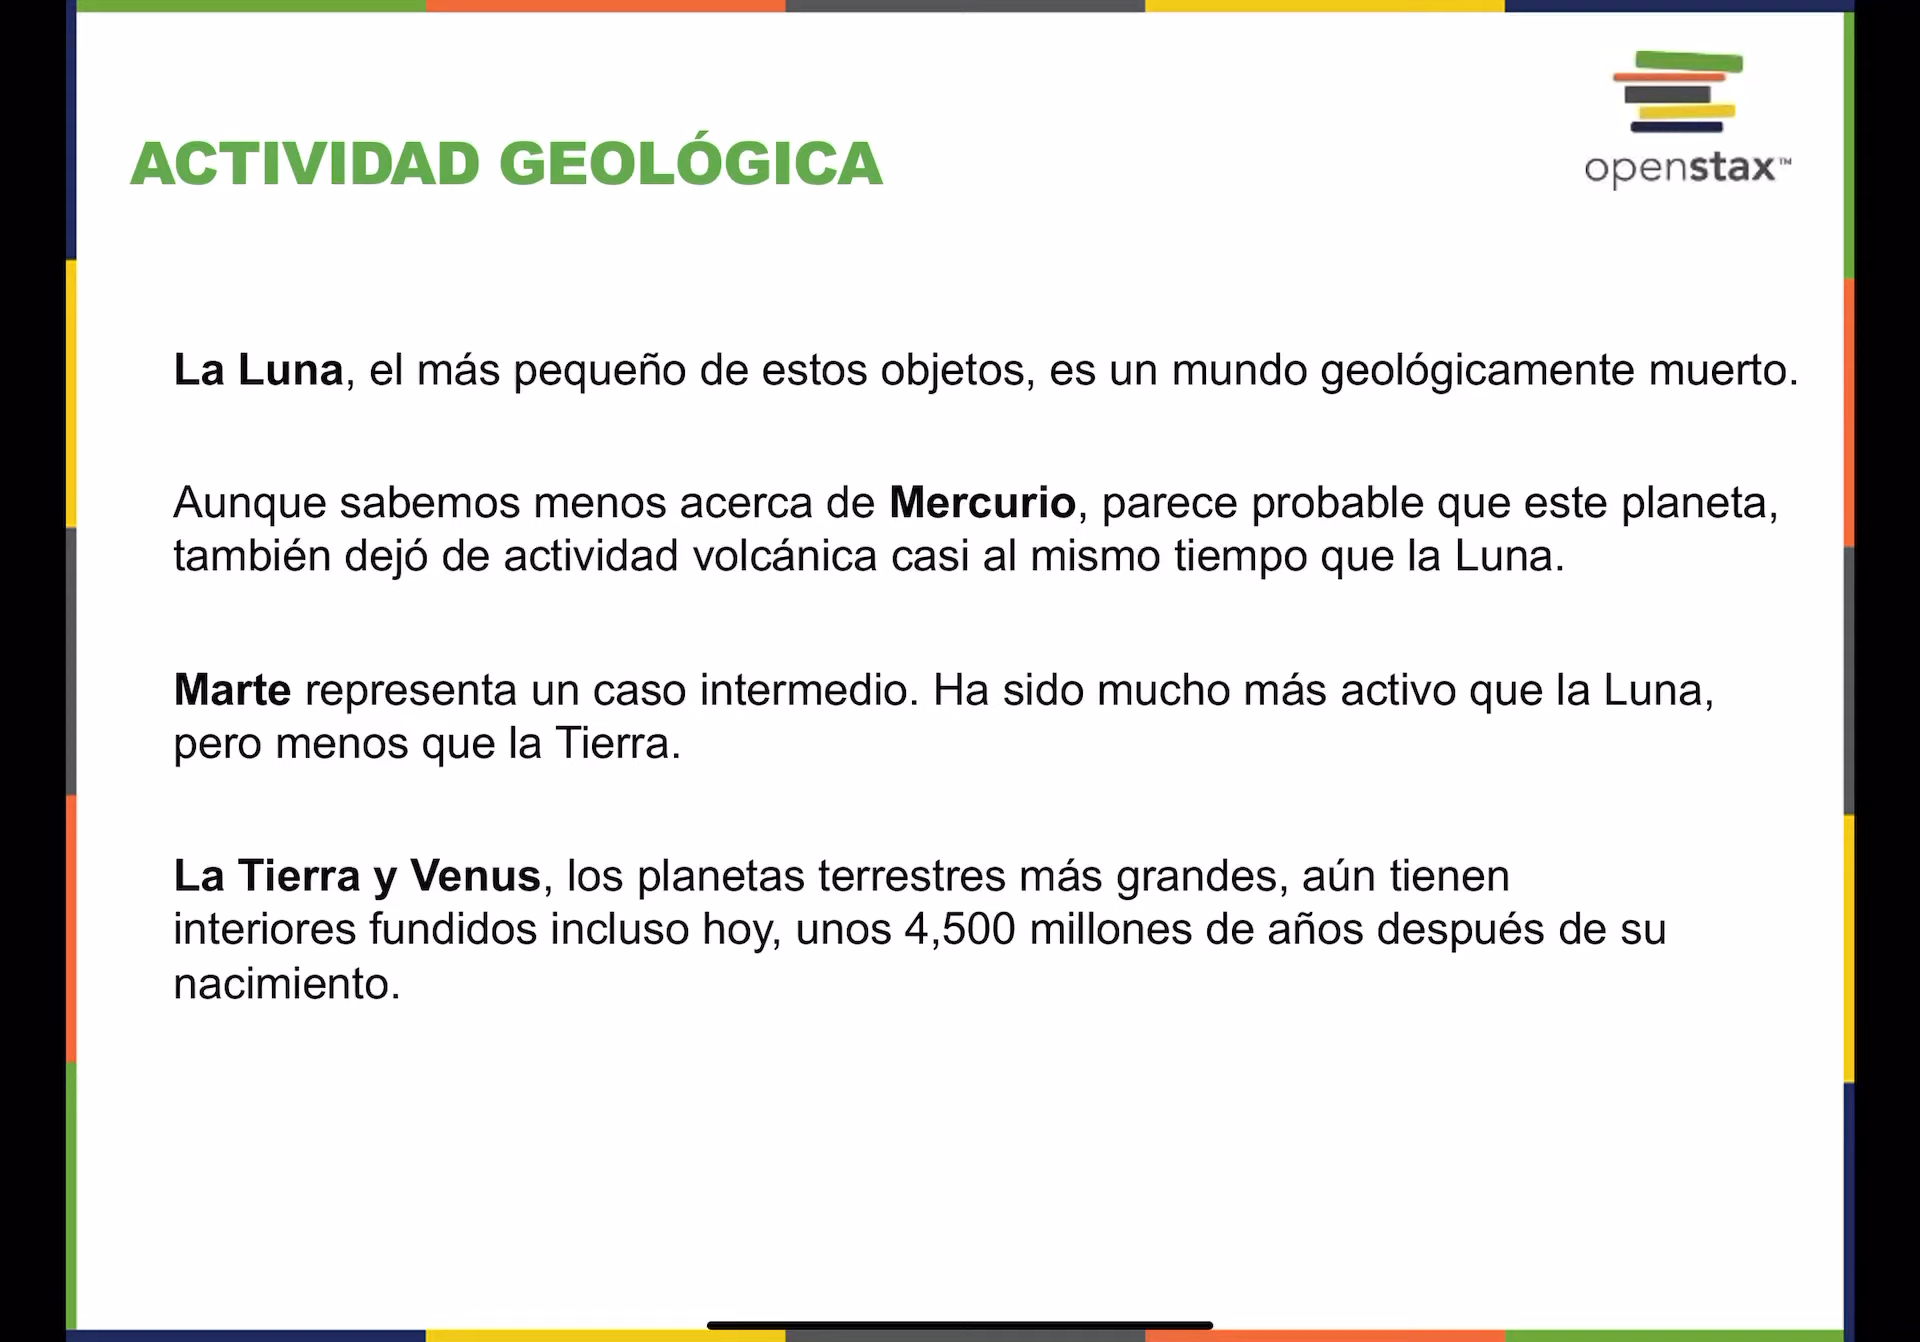 openstax™
ACTIVIDAD GEOLÓGICA
La Luna, el más pequeño de estos objetos, es un mundo geológicamente muerto.
Aunque sabemos menos acerca de Mercurio, parece probable que este planeta,
también dejó de actividad volcánica casi al mismo tiempo que la Luna.
Marte representa un caso intermedio. Ha sido mucho más activo que la Luna,
pero menos que la Tierra.
La Tierra y Venus, los planetas terrestres más grandes, aún tienen
interiores fundidos incluso hoy, unos 4,500 millones de años después de su
nacimiento.